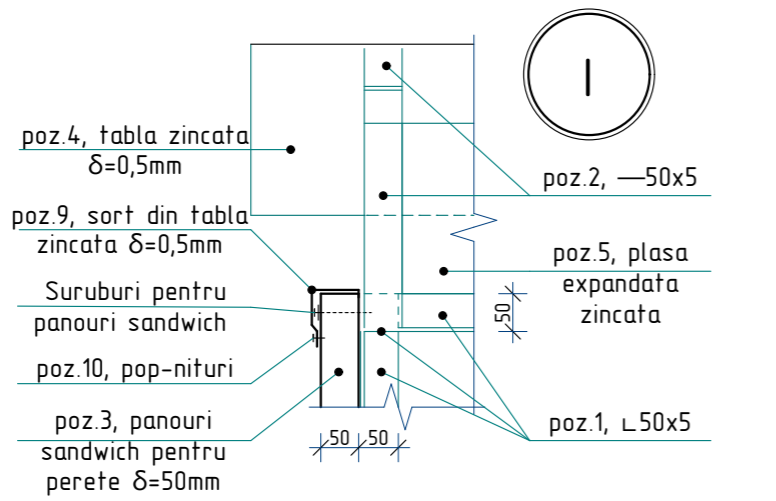 I
poz.4, tabla zincata
δ=0,5mm
poz.9, sort din tabla
zincata δ=0,5mm
Suruburi pentru
panouri sandwich
poz.10, pop-nituri
poz.3, panouri
sandwich pentru
perete δ=50mm
50
50
50
poz.2, —50x5
poz.5, plasa
expandata
zincata
poz.1, ∟50x5